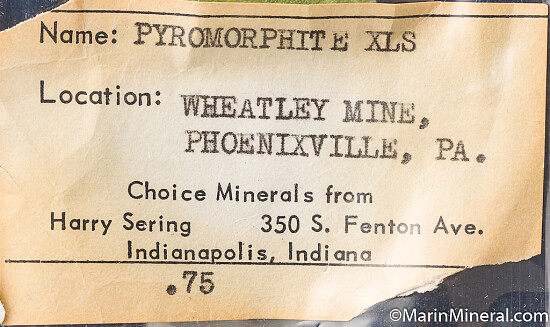 Name: PYROMORPHITE XLS
Location: WHEATLEY MINE,
PHOENIXVILLE, PA.
Choice Minerals from
Harry Sering 350 S. Fenton Ave.
Indianapolis, Indiana
.75
©MarinMineral.com